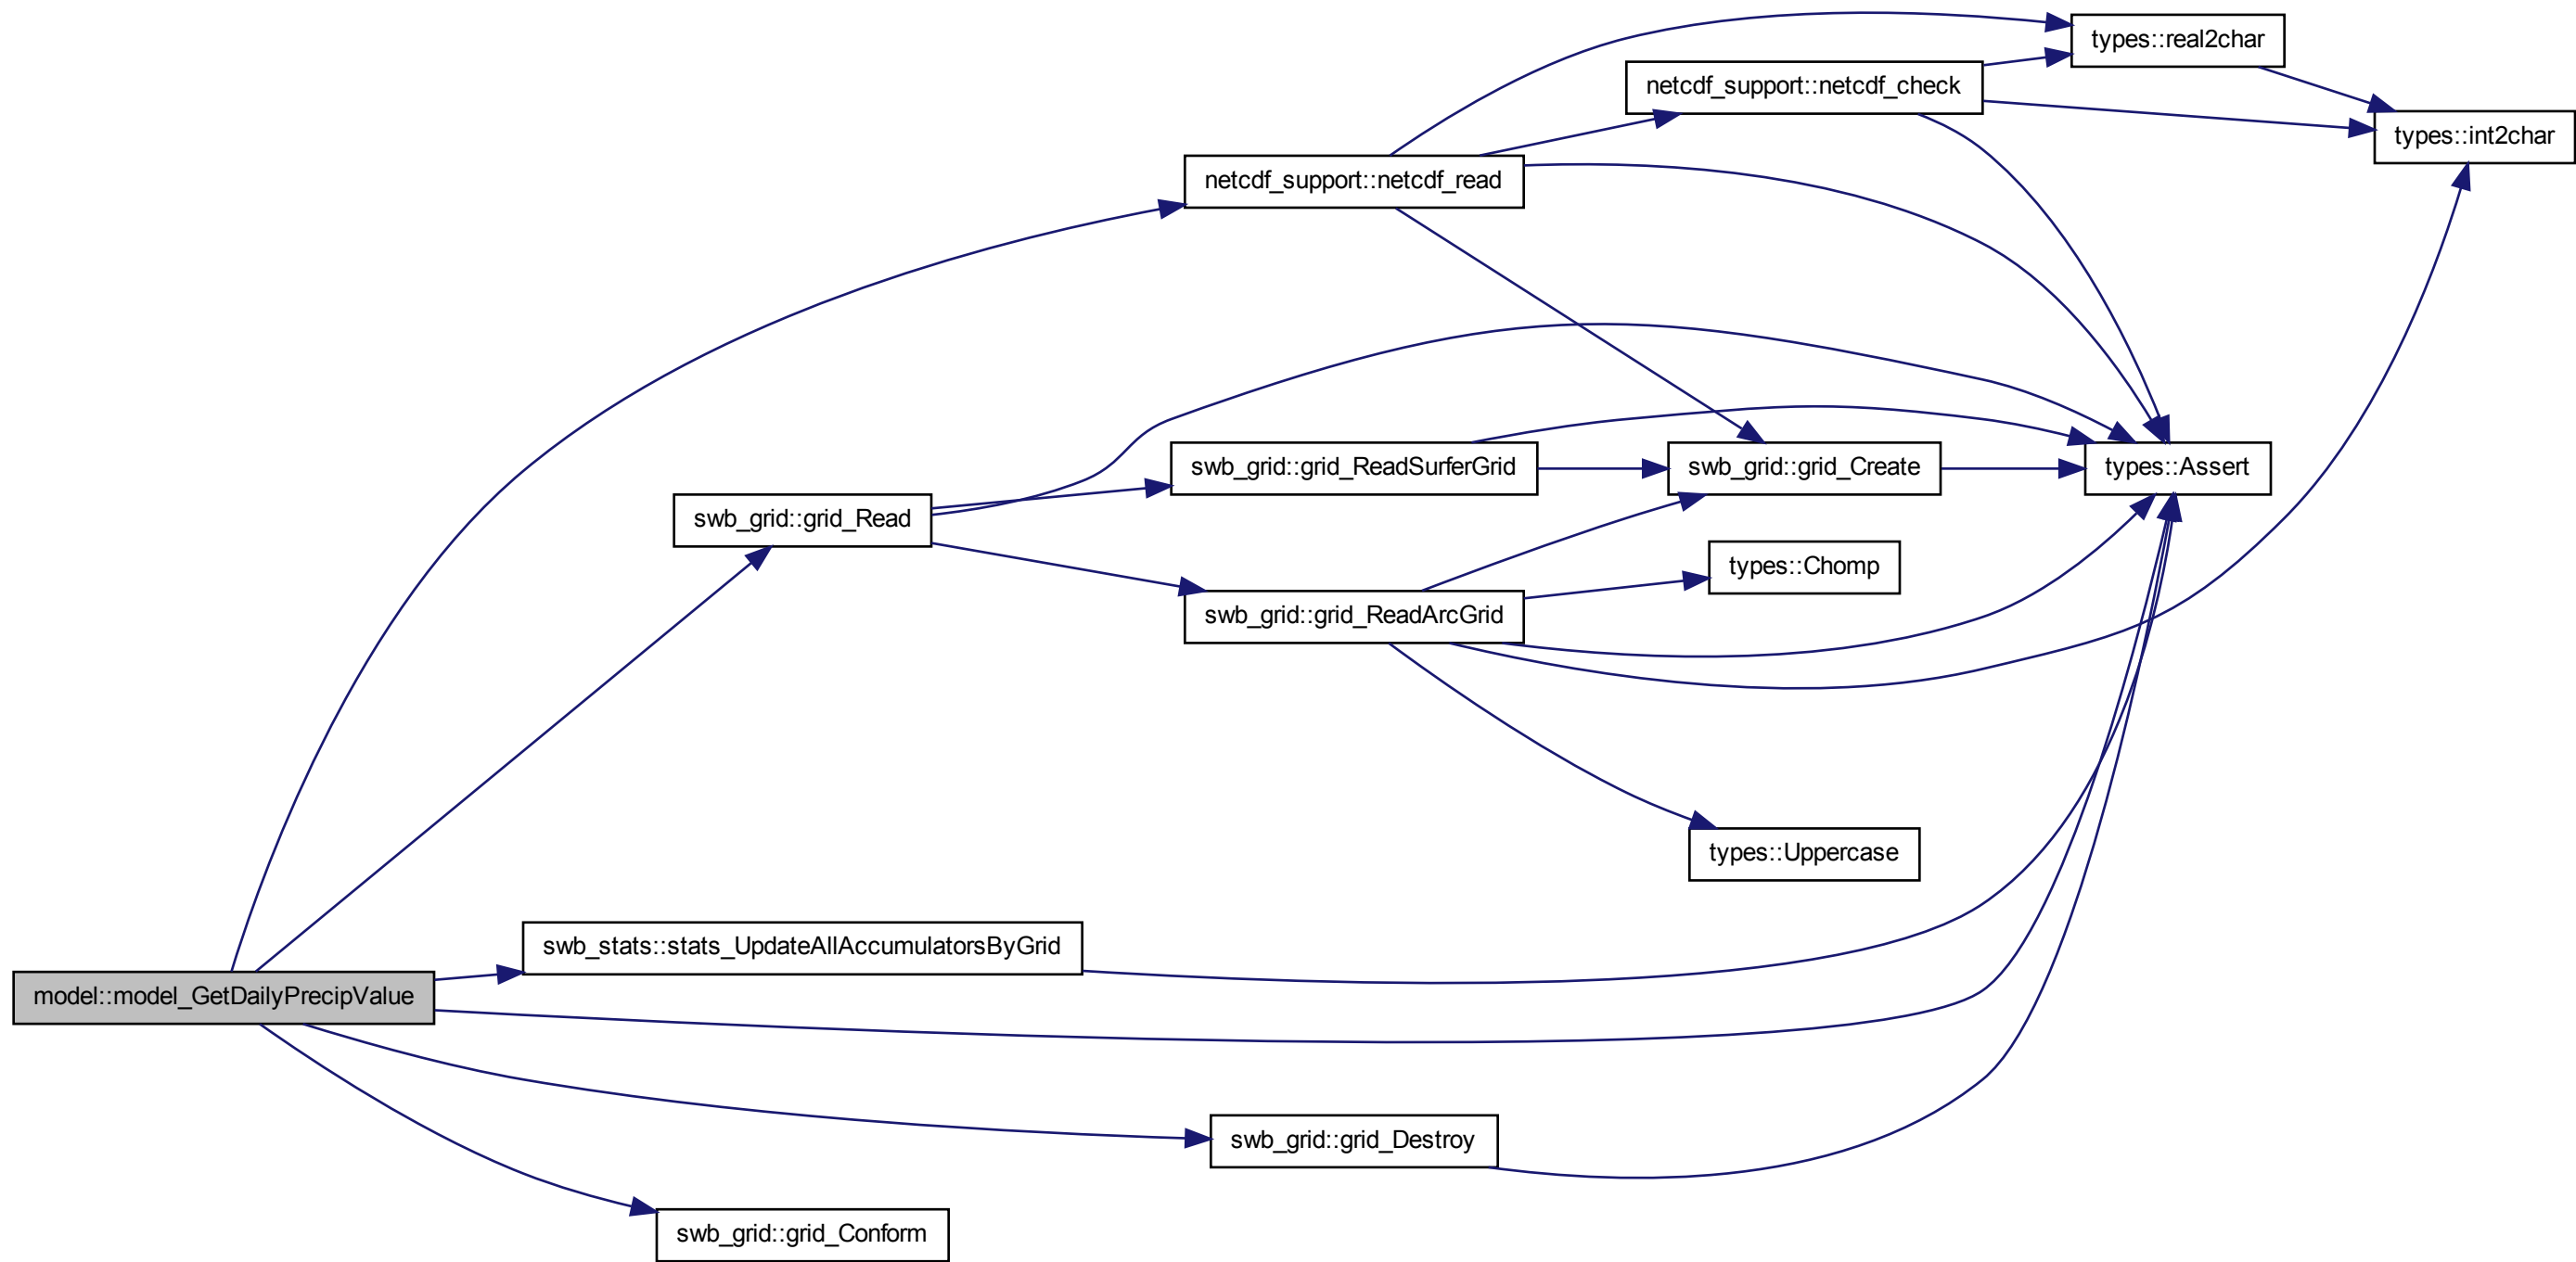 types::real2char
netcdf_support::netcdf_check
types::int2char
netcdf_support::netcdf_read
swb_grid::grid_ReadSurferGrid
swb_grid::grid_Create
types::Assert
swb_grid::grid_Read
types::Chomp
swb_grid::grid_ReadArcGrid
types::Uppercase
swb_stats::stats_UpdateAllAccumulatorsByGrid
model::model_GetDailyPrecipValue
swb_grid::grid_Destroy
swb_grid::grid_Conform